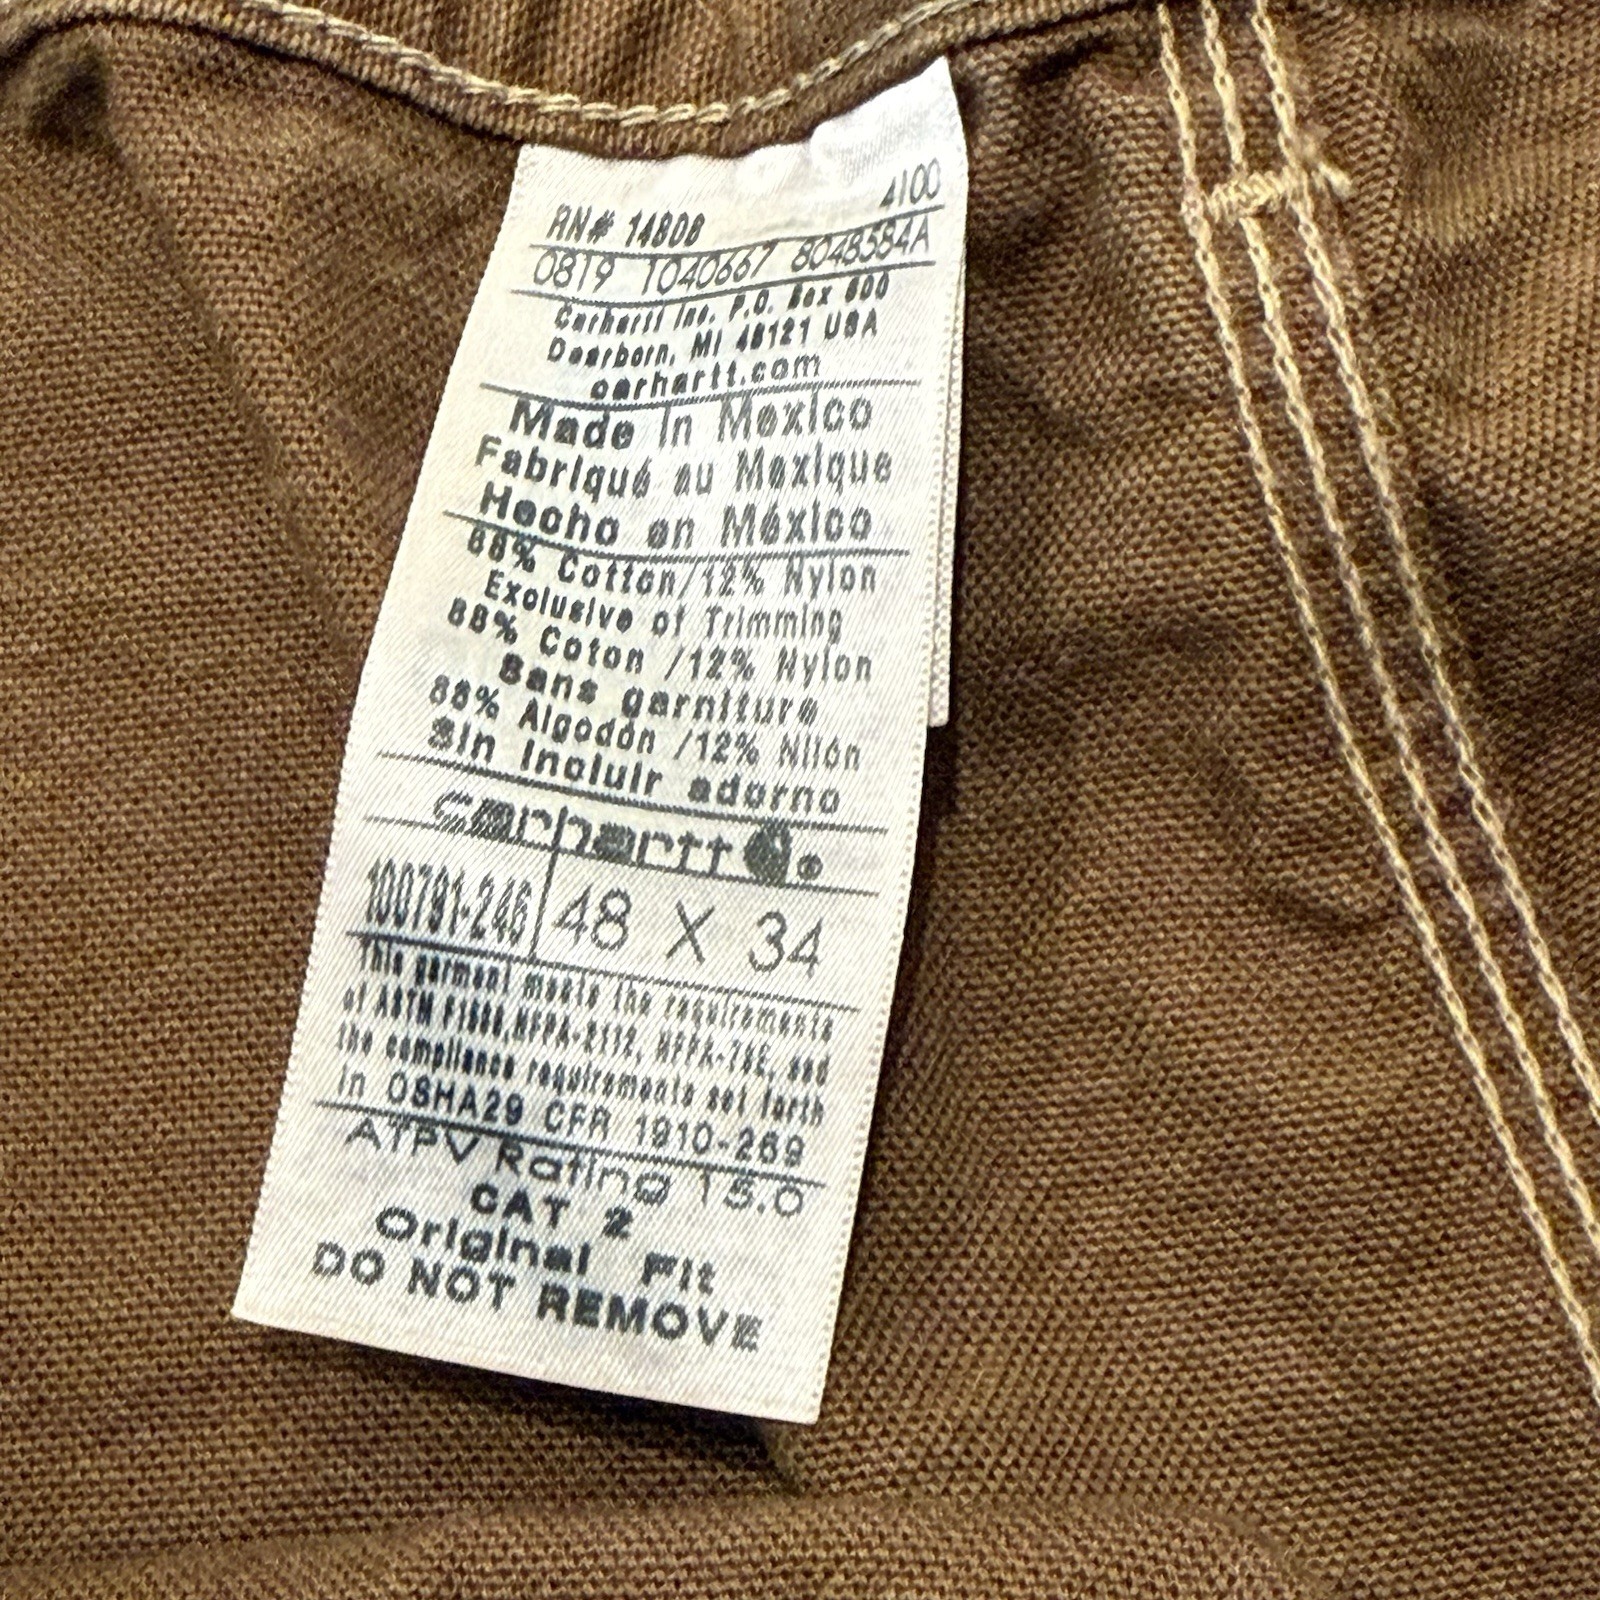 4100
RN# 14806
0819 1040667 8048584A
Carhartt Inc. P.O. Box 600
Dearborn, MI 48121 USA
carhartt.com
Made in Mexico
Fabriqué au Mexique
Hecho en México
88% Cotton/12% Nylon
Exclusive of Trimming
88% Coton /12% Nylon
Sans garniture
88% Algodón /12% Nilón
Sin incluir adorno
carhartt ®
100791-246 48 X 34
This garment meets the requirements
of ASTM NFPA-2112, NFPA-70E, and
the compliance requirements set forth
in OSHA29 CFR 1910-269
ATPV Rating 15.0
CAT 2
Original Fit
DO NOT REMOVE